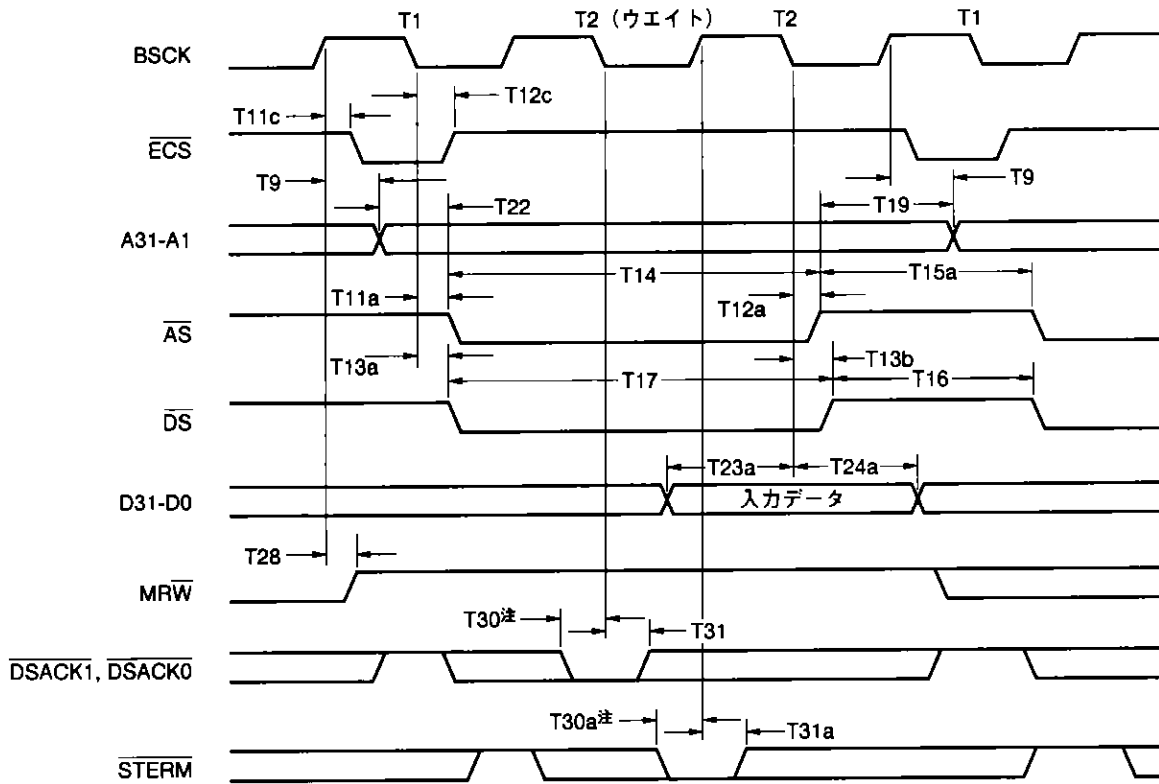 T1 T2 (ウエイト) T2 T1
BSCK
T12c
T11c
ECS
T9 T9
T22 T19
A31-A1
T14 T15a
T11a T12a
AS
T13a T13b
T17 T16
DS
T23a T24a
D31-D0 入力データ
T28
MRW
T30注 T31
DSACK1, DSACK0
T30a注 T31a
STERM